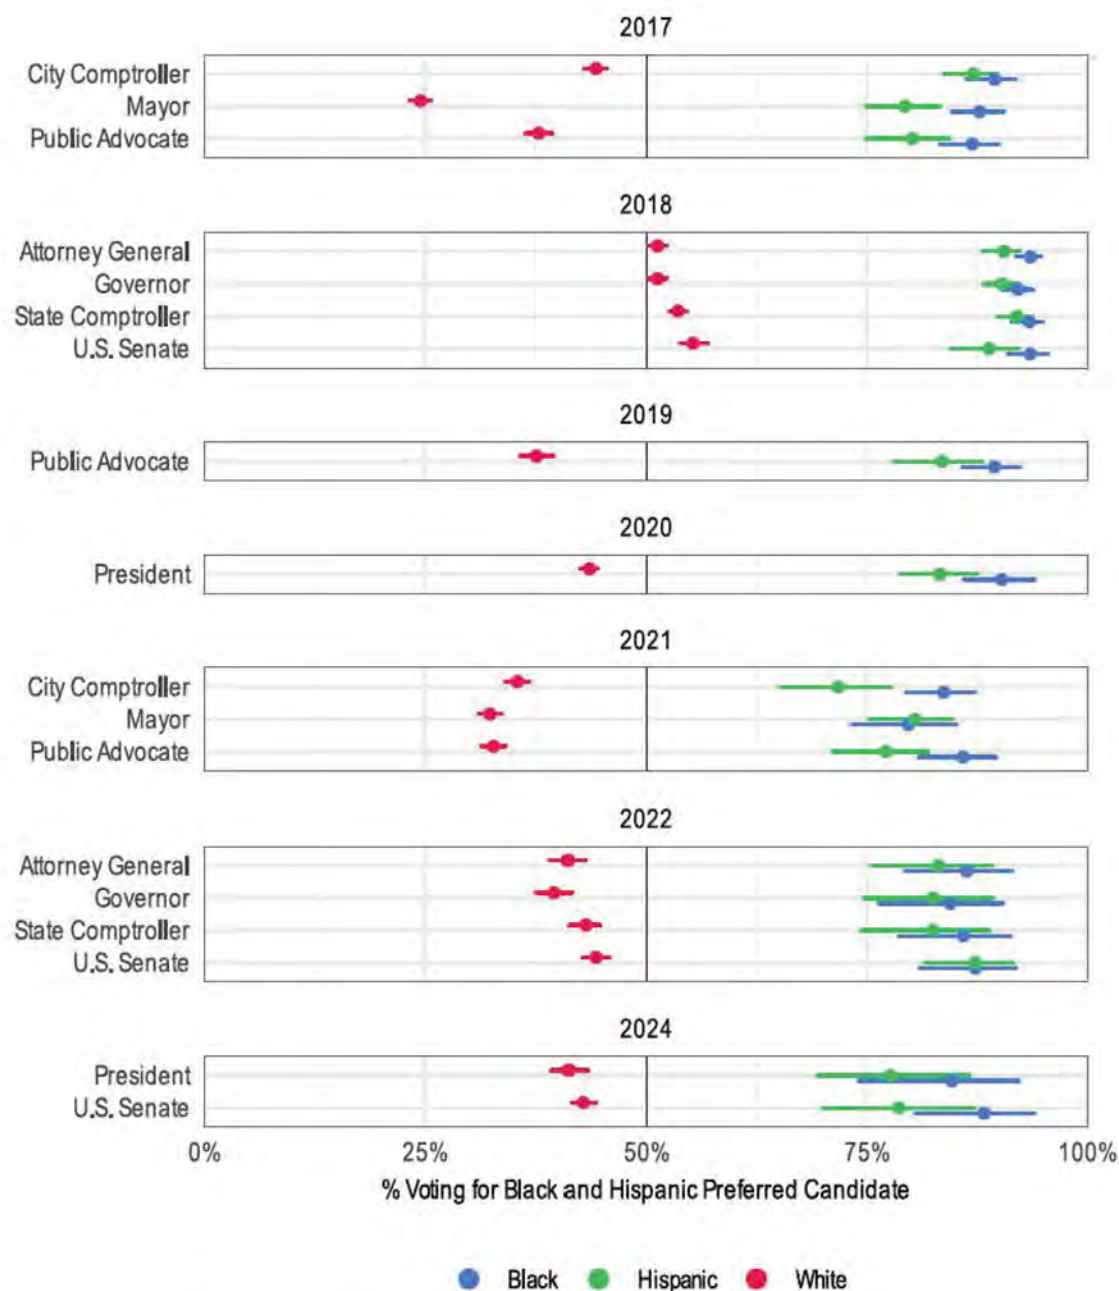 2017
City Comptroller
Mayor
Public Advocate
2018
Attorney General
Governor
State Comptroller
U.S. Senate
2019
Public Advocate
2020
President
2021
City Comptroller
Mayor
Public Advocate
2022
Attorney General
Governor
State Comptroller
U.S. Senate
2024
President
U.S. Senate
0% 25% 50% 75% 100%
% Voting for Black and Hispanic Preferred Candidate
Black Hispanic White